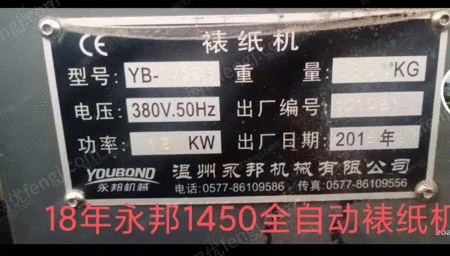 CE 裱纸机
型号: YB- 重量 KG
电压: 380V.50Hz 出厂编号
功率: KW 出厂日期: 201 年
YOUBOND 温州永邦机械有限公司
永邦机械 电话:0577-86109586 传真:0577-86109556
18年永邦1450全自动裱纸机